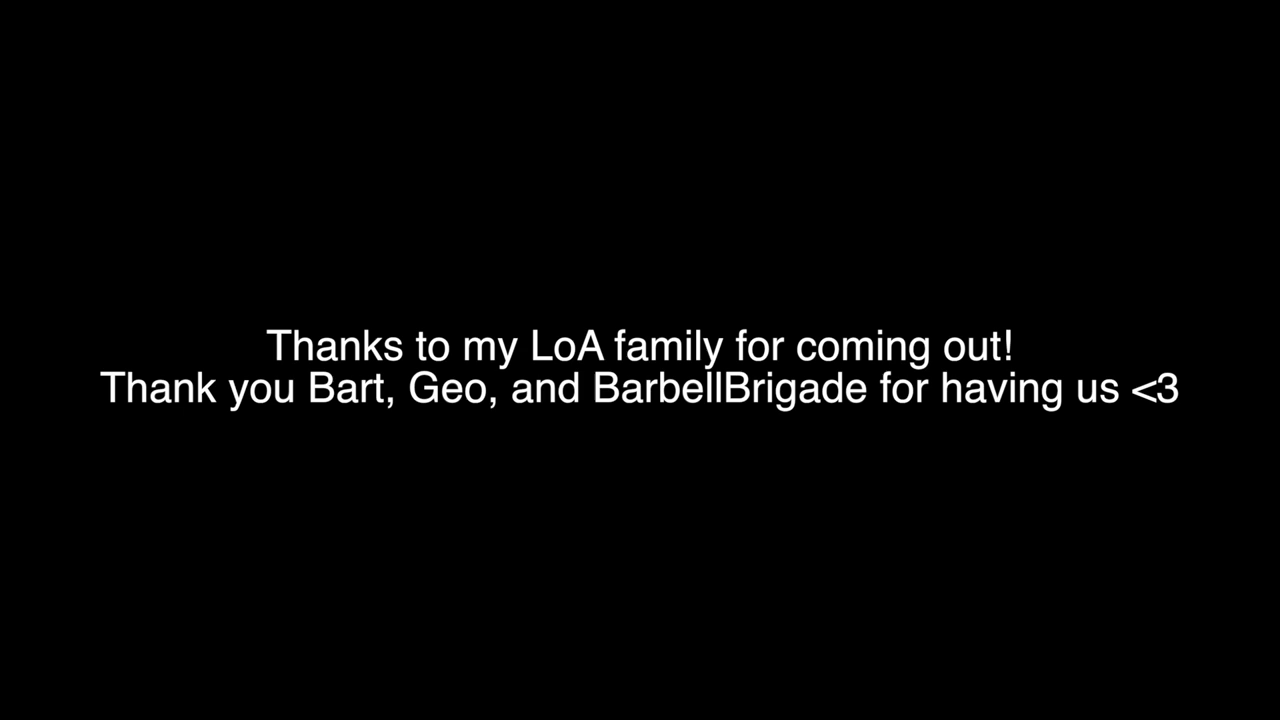 Thanks to my LoA family for coming out!
Thank you Bart, Geo, and BarbellBrigade for having us <3